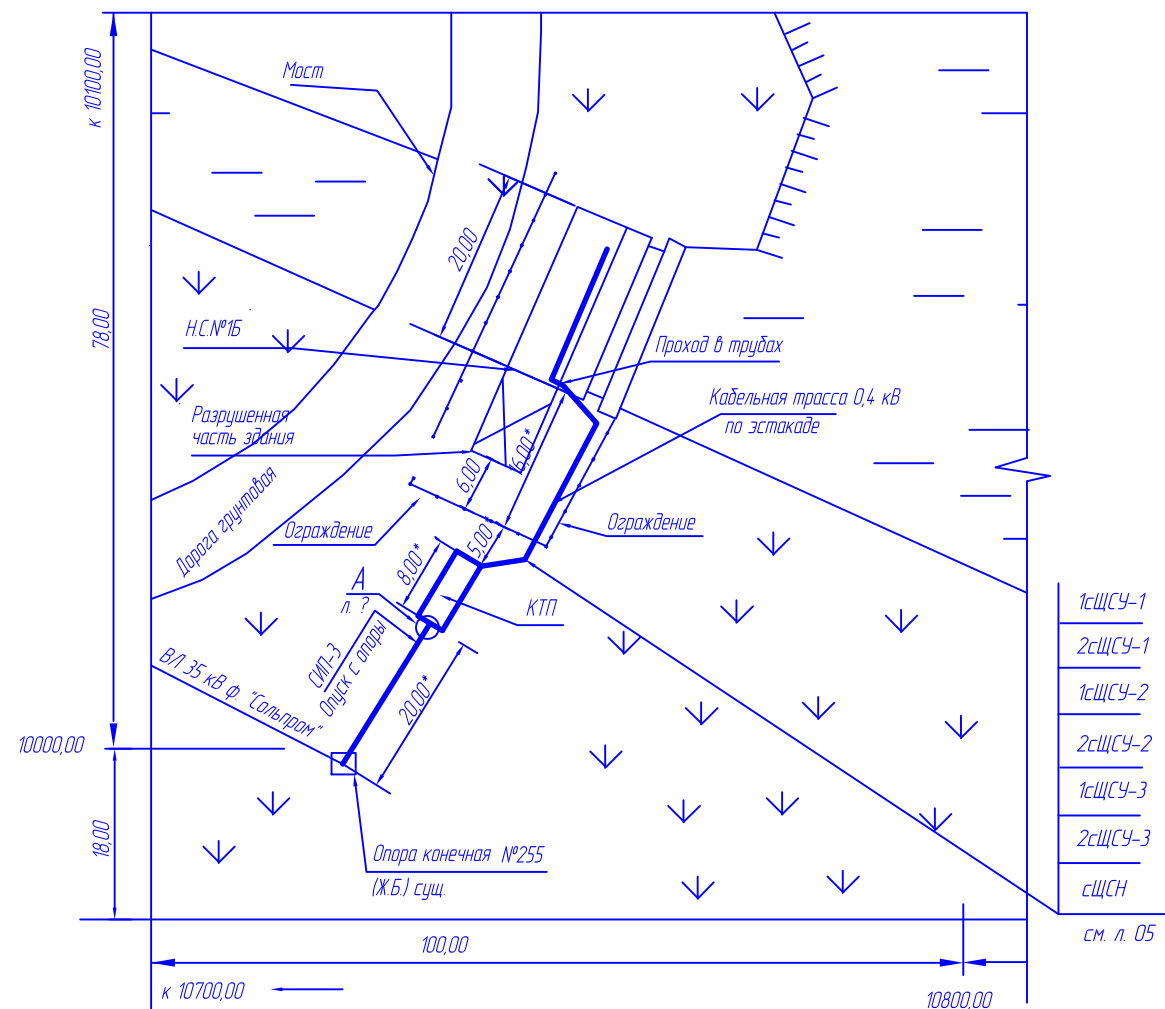 к 10100,00
Мост
20,00
78,00
Н.С.№1Б
Проход в трубах
Кабельная трасса 0,4 кВ
по эстакаде
Разрушенная
часть здания
16,00*
6,00
Дорога грунтовая
Ограждение
Ограждение
5,00*
8,00*
А
л. ?
КТП
СИП-3
Опуск с опоры
ВЛ 35 кВ ф. "Сольпром"
20,00*
1сЩСУ-1
2сЩСУ-1
1сЩСУ-2
2сЩСУ-2
1сЩСУ-3
2сЩСУ-3
сЩСН
см. л. 05
10000,00
18,00
Опора конечная №255
(Ж.Б.) сущ.
100,00
к 10700,00
10800,00